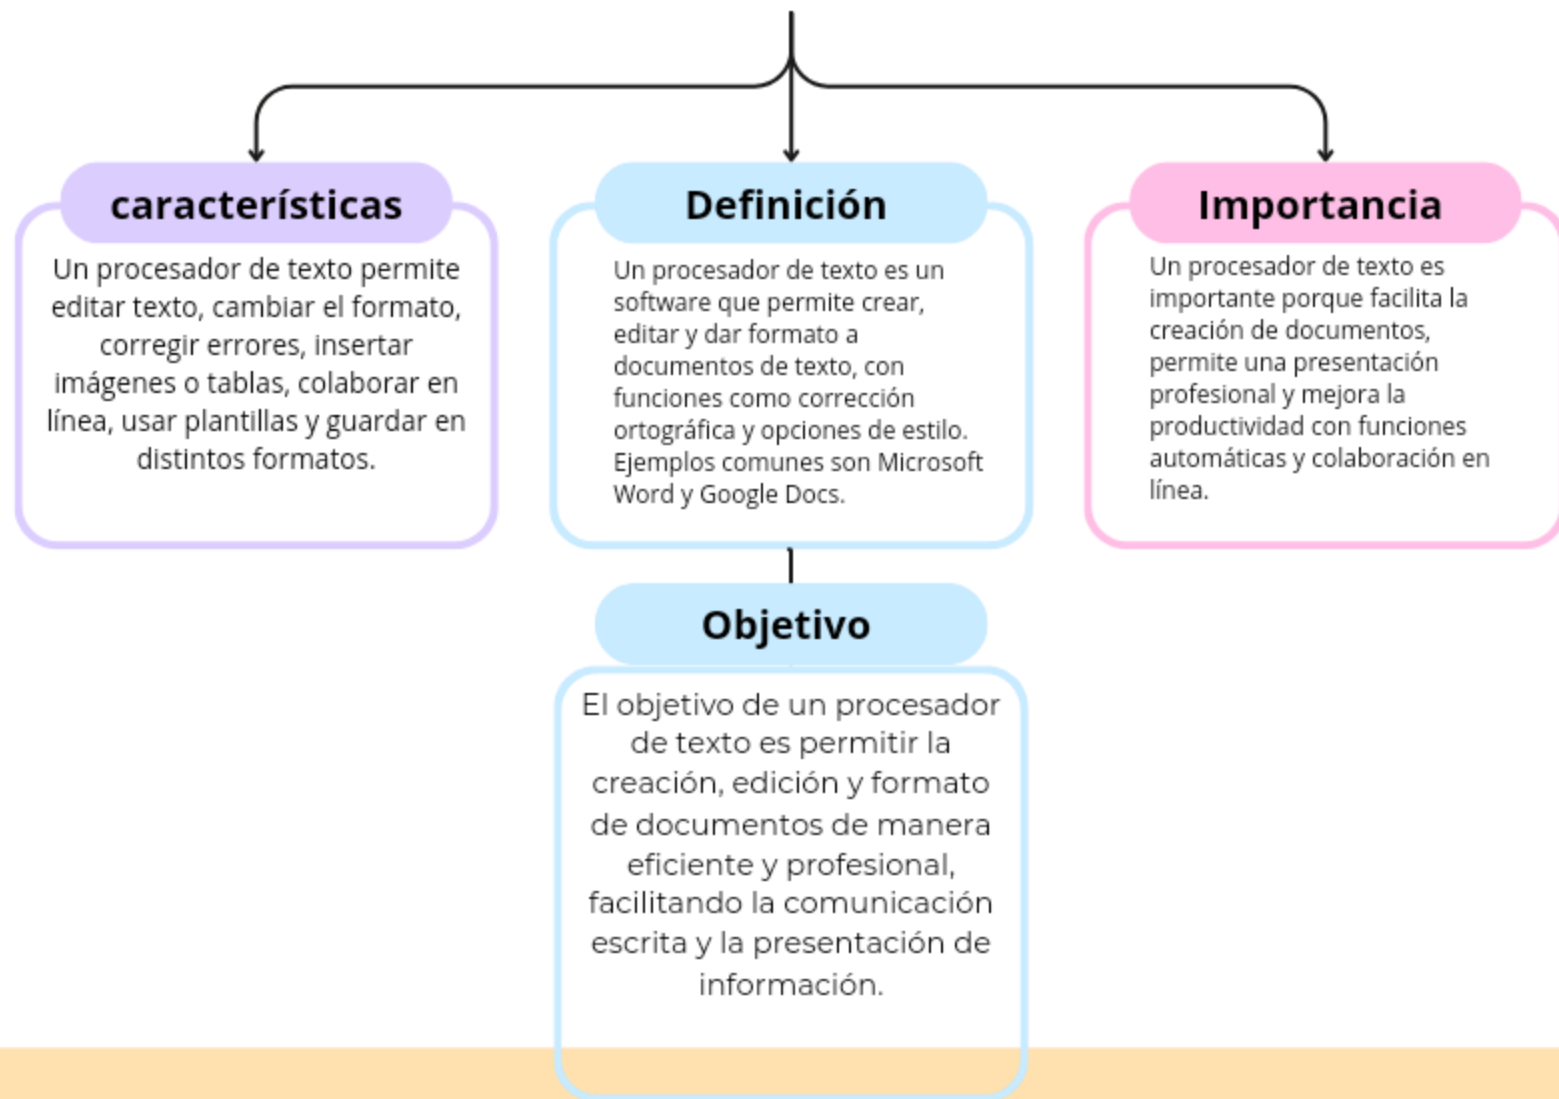 características
Un procesador de texto permite
editar texto, cambiar el formato,
corregir errores, insertar
imágenes o tablas, colaborar en
línea, usar plantillas y guardar en
distintos formatos.
Definición
Un procesador de texto es un
software que permite crear,
editar y dar formato a
documentos de texto, con
funciones como corrección
ortográfica y opciones de estilo.
Ejemplos comunes son Microsoft
Word y Google Docs.
Importancia
Un procesador de texto es
importante porque facilita la
creación de documentos,
permite una presentación
profesional y mejora la
productividad con funciones
automáticas y colaboración en
línea.
Objetivo
El objetivo de un procesador
de texto es permitir la
creación, edición y formato
de documentos de manera
eficiente y profesional,
facilitando la comunicación
escrita y la presentación de
información.